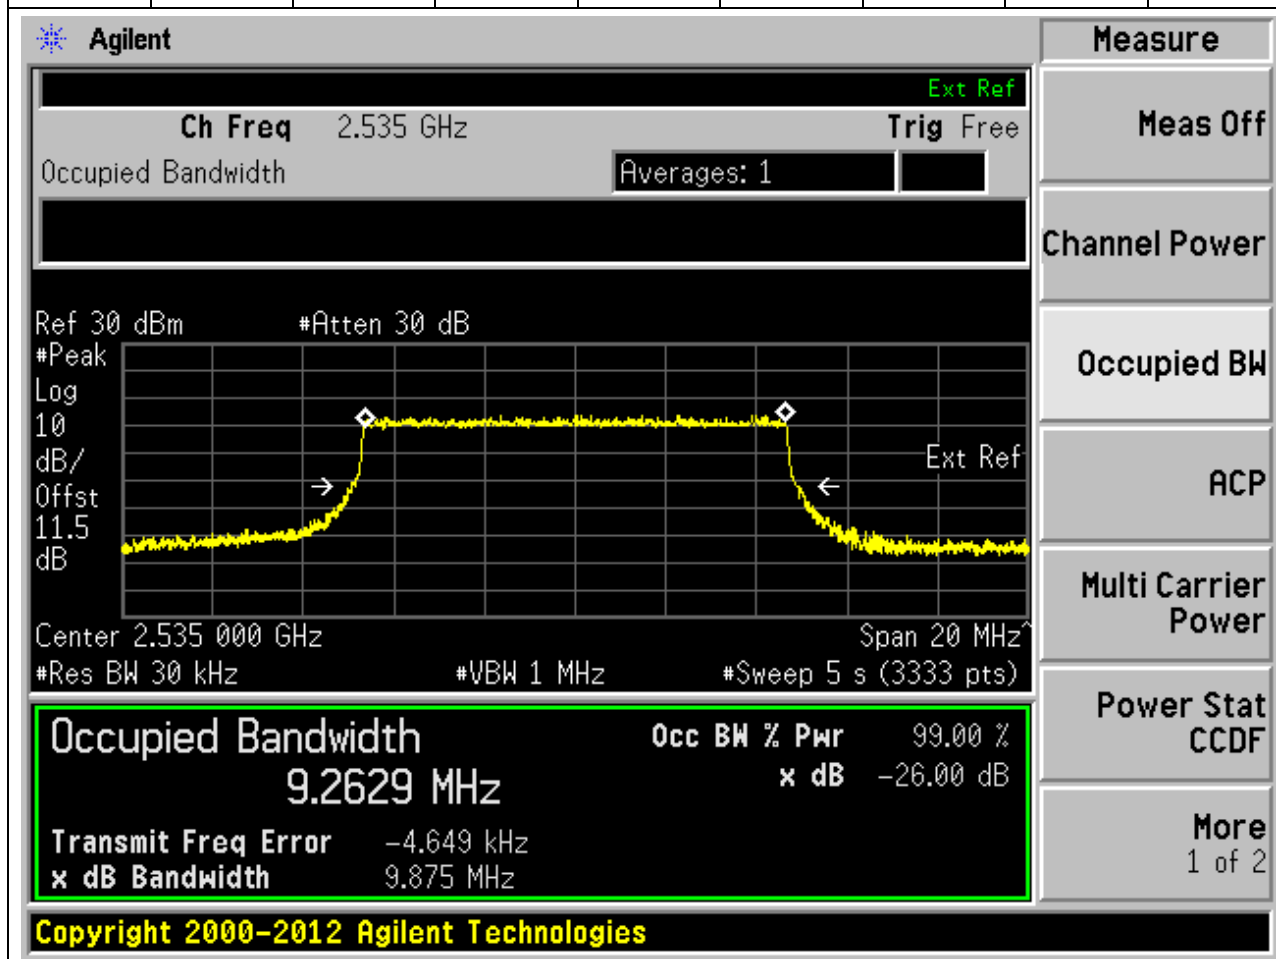 Agilent
Measure
Ext Ref
Ch Freq 2.535 GHz Trig Free
Occupied Bandwidth Averages: 1
Ref 30 dBm #Atten 30 dB
#Peak
Log
10
dB/
Offst
11.5
dB
Ext Ref
Center 2.535 000 GHz Span 20 MHz^
#Res BW 30 kHz #VBW 1 MHz #Sweep 5 s (3333 pts)
Occupied Bandwidth Occ BW % Pwr 99.00 %
9.2629 MHz x dB -26.00 dB
Transmit Freq Error -4.649 kHz
x dB Bandwidth 9.875 MHz
Copyright 2000-2012 Agilent Technologies
Meas Off
Channel Power
Occupied BW
ACP
Multi Carrier
Power
Power Stat
CCDF
More
1 of 2